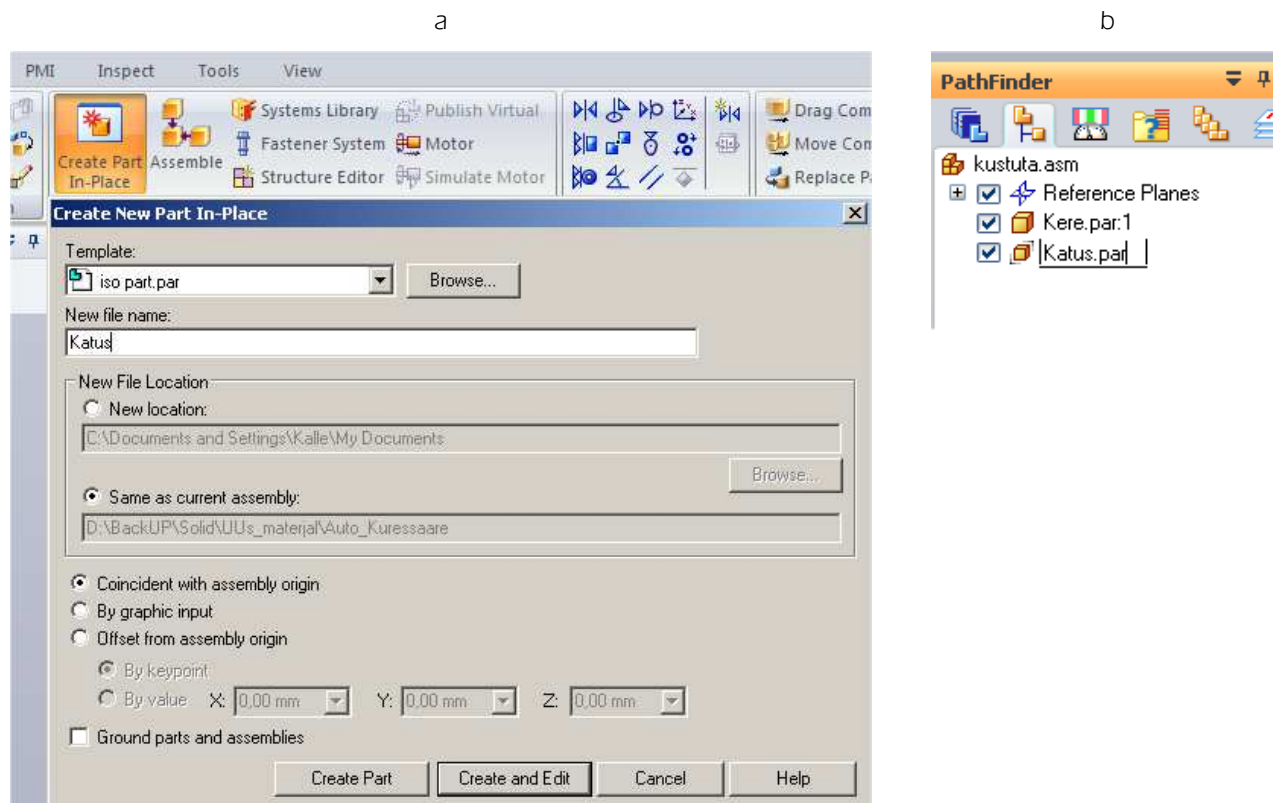 a
b
PMI Inspect Tools View
Create Part In-Place
Assemble
Systems Library
Fastener System
Structure Editor
Publish Virtual
Motor
Simulate Motor
Drag Com
Move Com
Replace P
Create New Part In-Place
Template:
iso part.par
Browse...
New file name:
Katus
New File Location
New location:
C:\Documents and Settings\Kalle\My Documents
Browse...
Same as current assembly:
D:\BackUP\Solid\UUs_material\Auto_Kuressaare
Coincident with assembly origin
By graphic input
Offset from assembly origin
By keypoint
By value X: 0,00 mm Y: 0,00 mm Z: 0,00 mm
Ground parts and assemblies
Create Part Create and Edit Cancel Help
PathFinder
kustuta.asm
Reference Planes
Kere.par:1
Katus.par